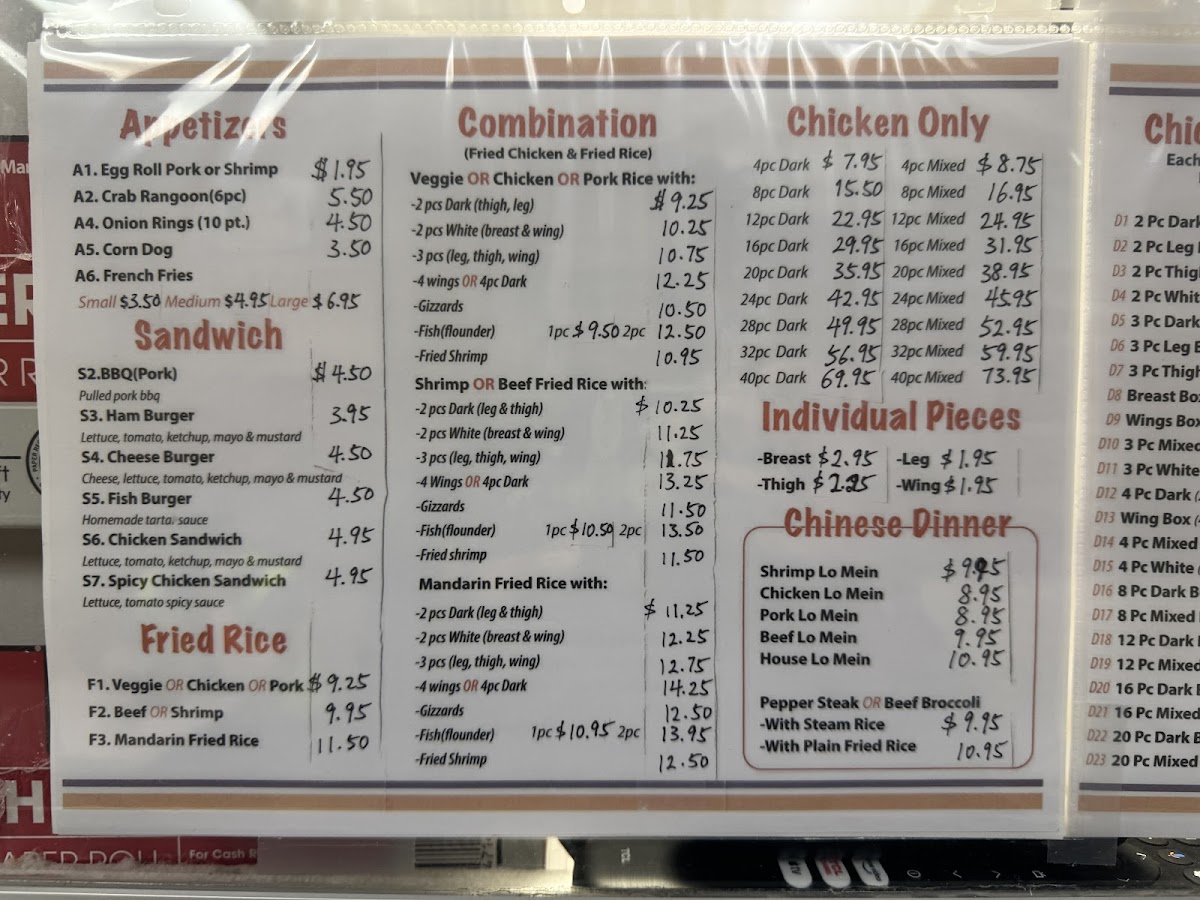 Appetizers
A1. Egg Roll Pork or Shrimp $1.95
A2. Crab Rangoon(6pc) 5.50
A4. Onion Rings (10 pt.) 4.50
A5. Corn Dog 3.50
A6. French Fries
Small $3.50 Medium $4.95 Large $6.95
Sandwich
S2.BBQ(Pork) $4.50
Pulled pork bbq
S3. Ham Burger 3.95
Lettuce, tomato, ketchup, mayo & mustard
S4. Cheese Burger 4.50
Cheese, lettuce, tomato, ketchup, mayo & mustard
S5. Fish Burger 4.50
Homemade tartar sauce
S6. Chicken Sandwich 4.95
Lettuce, tomato, ketchup, mayo & mustard
S7. Spicy Chicken Sandwich 4.95
Lettuce, tomato spicy sauce
Fried Rice
F1. Veggie OR Chicken OR Pork $9.25
F2. Beef OR Shrimp 9.95
F3. Mandarin Fried Rice 11.50
Combination
(Fried Chicken & Fried Rice)
Veggie OR Chicken OR Pork Rice with:
-2 pcs Dark (thigh, leg) $9.25
-2 pcs White (breast & wing) 10.25
-3 pcs (leg, thigh, wing) 10.75
-4 wings OR 4pc Dark 12.25
-Gizzards 10.50
-Fish(flounder) 1pc $9.50 2pc 12.50
-Fried Shrimp 10.95
Shrimp OR Beef Fried Rice with:
-2 pcs Dark (leg & thigh) $10.25
-2 pcs White (breast & wing) 11.25
-3 pcs (leg, thigh, wing) 11.75
-4 Wings OR 4pc Dark 13.25
-Gizzards 11.50
-Fish(flounder) 1pc $10.50 2pc 13.50
-Fried shrimp 11.50
Mandarin Fried Rice with:
-2 pcs Dark (leg & thigh) $11.25
-2 pcs White (breast & wing) 12.25
-3 pcs (leg, thigh, wing) 12.75
-4 wings OR 4pc Dark 14.25
-Gizzards 12.50
-Fish(flounder) 1pc $10.95 2pc 13.95
-Fried Shrimp 12.50
Chicken Only
4pc Dark $7.95 4pc Mixed $8.75
8pc Dark 15.50 8pc Mixed 16.95
12pc Dark 22.95 12pc Mixed 24.95
16pc Dark 29.95 16pc Mixed 31.95
20pc Dark 35.95 20pc Mixed 38.95
24pc Dark 42.95 24pc Mixed 45.95
28pc Dark 49.95 28pc Mixed 52.95
32pc Dark 56.95 32pc Mixed 59.95
40pc Dark 69.95 40pc Mixed 73.95
Individual Pieces
-Breast $2.95 -Leg $1.95
-Thigh $2.25 -Wing $1.95
Chinese Dinner
Shrimp Lo Mein $9.95
Chicken Lo Mein 8.95
Pork Lo Mein 8.95
Beef Lo Mein 9.95
House Lo Mein 10.95
Pepper Steak OR Beef Broccoli
-With Steam Rice $9.95
-With Plain Fried Rice 10.95
Chic
Each
D1 2 Pc Dark
D2 2 Pc Leg
D3 2 Pc Thig
D4 2 Pc Whit
D5 3 Pc Dark
D6 3 Pc Leg
D7 3 Pc Thigh
D8 Breast Bo
D9 Wings Box
D10 3 Pc Mixed
D11 3 Pc White
D12 4 Pc Dark
D13 Wing Box
D14 4 Pc Mixed
D15 4 Pc White
D16 8 Pc Dark B
D17 8 Pc Mixed
D18 12 Pc Dark
D19 12 Pc Mixed
D20 16 Pc Dark B
D21 16 Pc Mixed
D22 20 Pc Dark B
D23 20 Pc Mixed
For Cash R
TCL